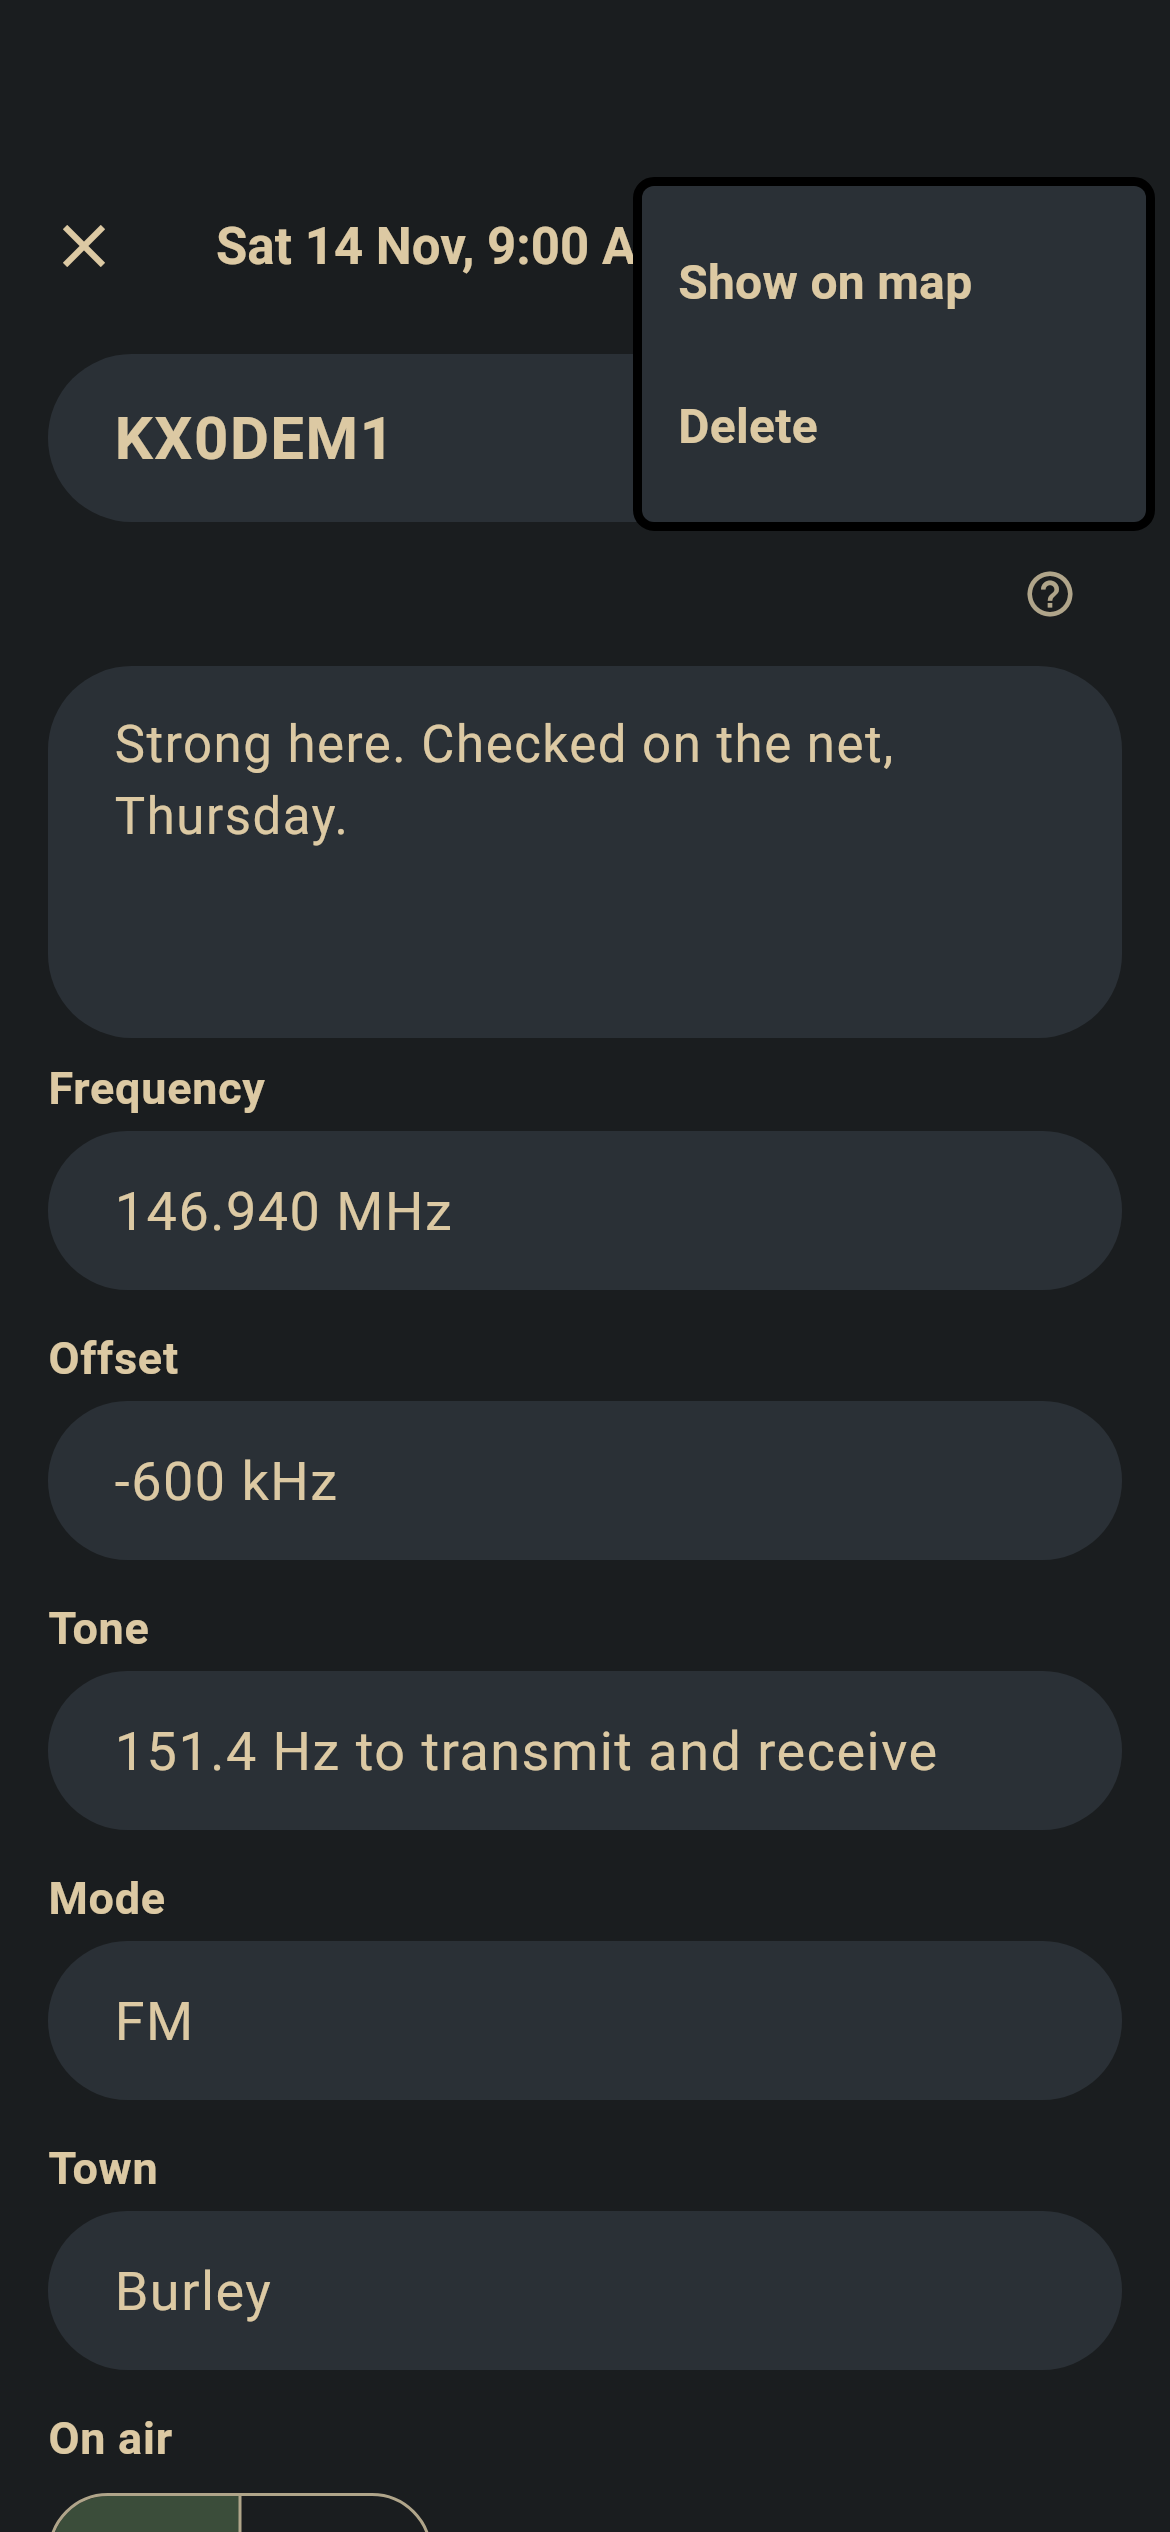 Sat 14 Nov, 9:00 A
Show on map
Delete
KX0DEM1
Strong here. Checked on the net,
Thursday.
Frequency
146.940 MHz
Offset
-600 kHz
Tone
151.4 Hz to transmit and receive
Mode
FM
Town
Burley
On air